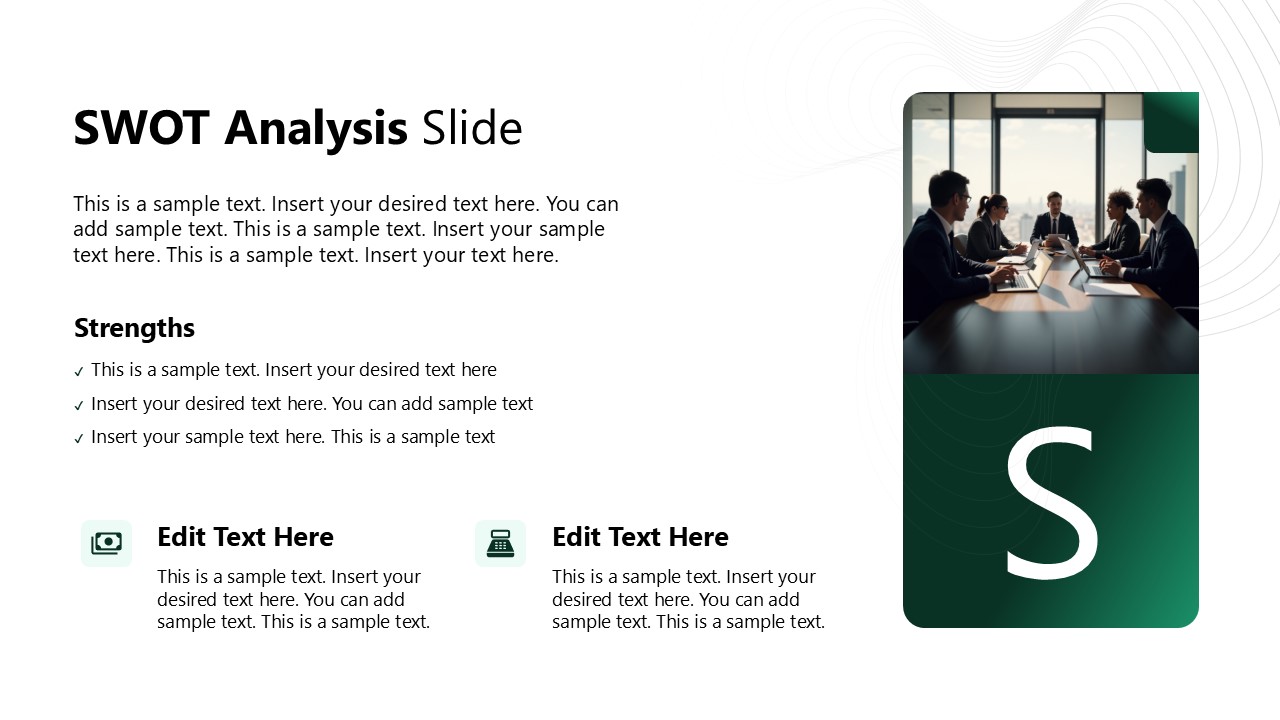 SWOT Analysis Slide
This is a sample text. Insert your desired text here. You can
add sample text. This is a sample text. Insert your sample
text here. This is a sample text. Insert your text here.
Strengths
✓ This is a sample text. Insert your desired text here
✓ Insert your desired text here. You can add sample text
✓ Insert your sample text here. This is a sample text
Edit Text Here
This is a sample text. Insert your
desired text here. You can add
sample text. This is a sample text.
Edit Text Here
This is a sample text. Insert your
desired text here. You can add
sample text. This is a sample text.
S